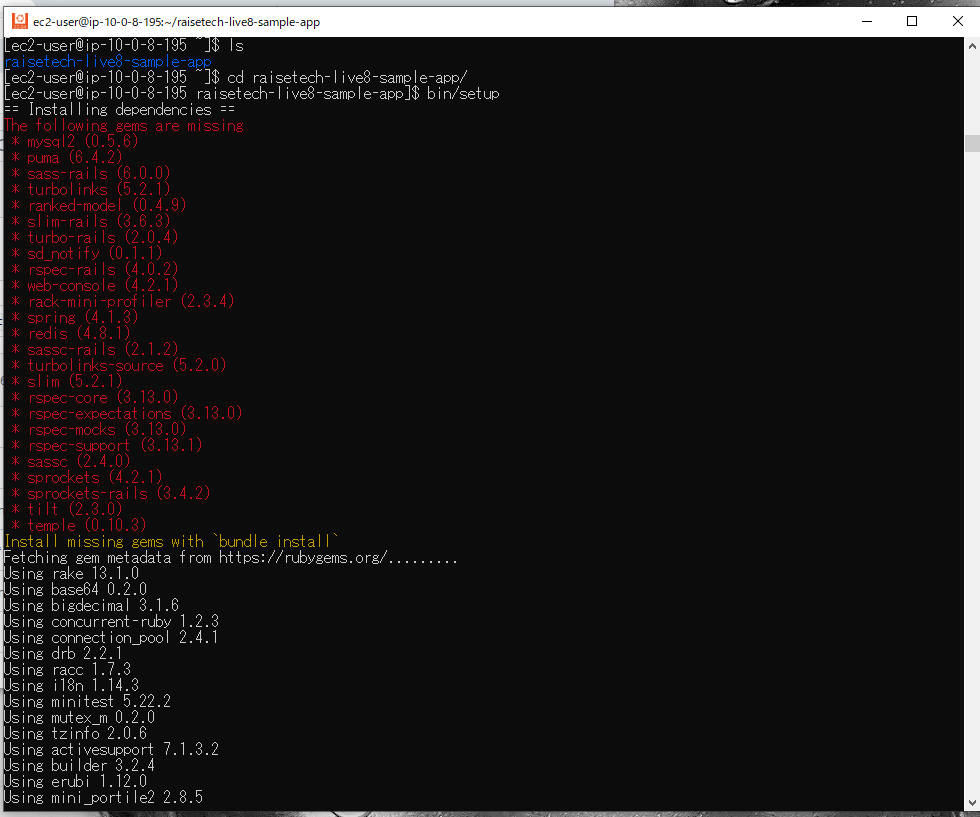 ec2-user@ip-10-0-8-195:~/raisetech-live8-sample-app
[ec2-user@ip-10-0-8-195 ~]$ ls
raisetech-live8-sample-app
[ec2-user@ip-10-0-8-195 ~]$ cd raisetech-live8-sample-app/
[ec2-user@ip-10-0-8-195 raisetech-live8-sample-app]$ bin/setup
== Installing dependencies ==
The following gems are missing
 * mysql2 (0.5.6)
 * puma (6.4.2)
 * sass-rails (6.0.0)
 * turbolinks (5.2.1)
 * ranked-model (0.4.9)
 * slim-rails (3.6.3)
 * turbo-rails (2.0.4)
 * sd_notify (0.1.1)
 * rspec-rails (4.0.2)
 * web-console (4.2.1)
 * rack-mini-profiler (2.3.4)
 * spring (4.1.3)
 * redis (4.8.1)
 * sassc-rails (2.1.2)
 * turbolinks-source (5.2.0)
 * slim (5.2.1)
 * rspec-core (3.13.0)
 * rspec-expectations (3.13.0)
 * rspec-mocks (3.13.0)
 * rspec-support (3.13.1)
 * sassc (2.4.0)
 * sprockets (4.2.1)
 * sprockets-rails (3.4.2)
 * tilt (2.3.0)
 * temple (0.10.3)
Install missing gems with `bundle install`
Fetching gem metadata from https://rubygems.org/.........
Using rake 13.1.0
Using base64 0.2.0
Using bigdecimal 3.1.6
Using concurrent-ruby 1.2.3
Using connection_pool 2.4.1
Using drb 2.2.1
Using racc 1.7.3
Using i18n 1.14.3
Using minitest 5.22.2
Using mutex_m 0.2.0
Using tzinfo 2.0.6
Using activesupport 7.1.3.2
Using builder 3.2.4
Using erubi 1.12.0
Using mini_portile2 2.8.5